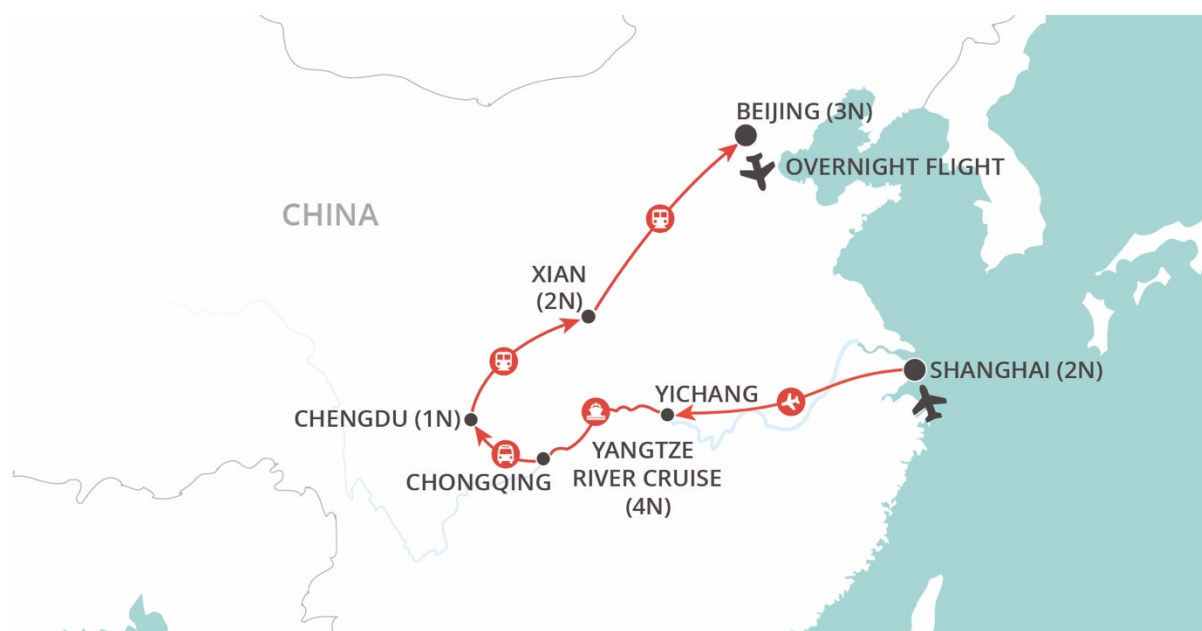 BEIJING (3N)
OVERNIGHT FLIGHT
CHINA
XIAN
(2N)
SHANGHAI (2N)
YICHANG
CHENGDU (1N)
YANGTZE
RIVER CRUISE
(4N)
CHONGQING